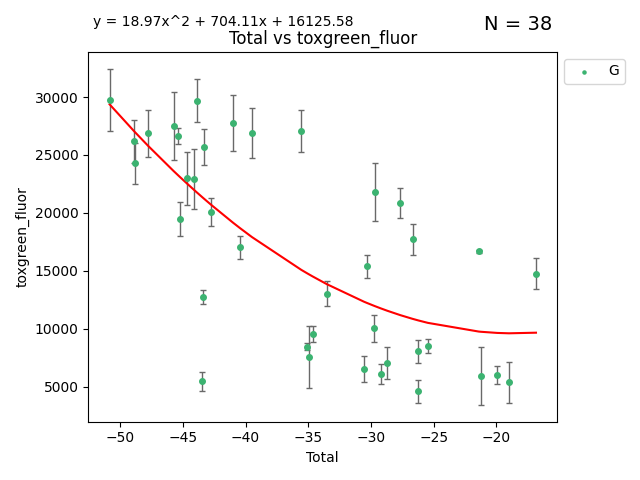 y = 18.97x^2 + 704.11x + 16125.58
N = 38
Total vs toxgreen_fluor
G
30000
25000
20000
15000
10000
5000
toxgreen_fluor
−50 −45 −40 −35 −30 −25 −20
Total